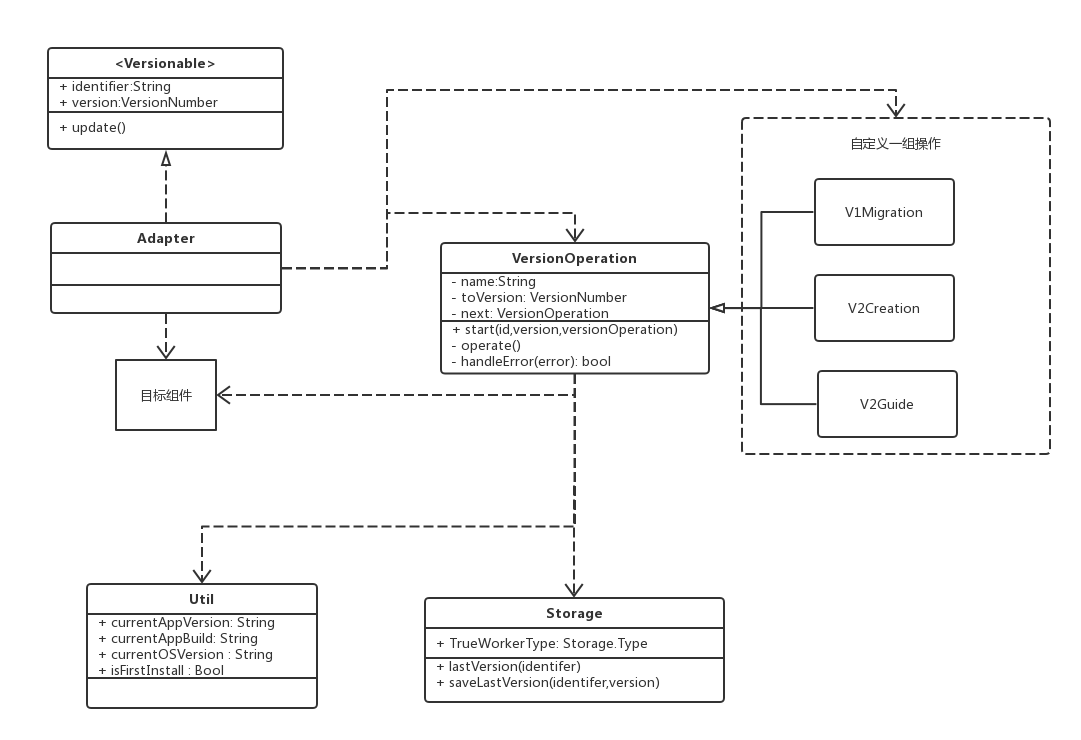 <Versionable>
+ identifier:String
+ version:VersionNumber
+ update()
自定义一组操作
V1Migration
Adapter
VersionOperation
- name:String
- toVersion: VersionNumber
- next: VersionOperation
+ start(id,version,versionOperation)
- operate()
- handleError(error): bool
V2Creation
目标组件
V2Guide
Util
+ currentAppVersion: String
+ currentAppBuild: String
+ currentOSVersion : String
+ isFirstInstall : Bool
Storage
+ TrueWorkerType: Storage.Type
+ lastVersion(identifer)
+ saveLastVersion(identifer,version)